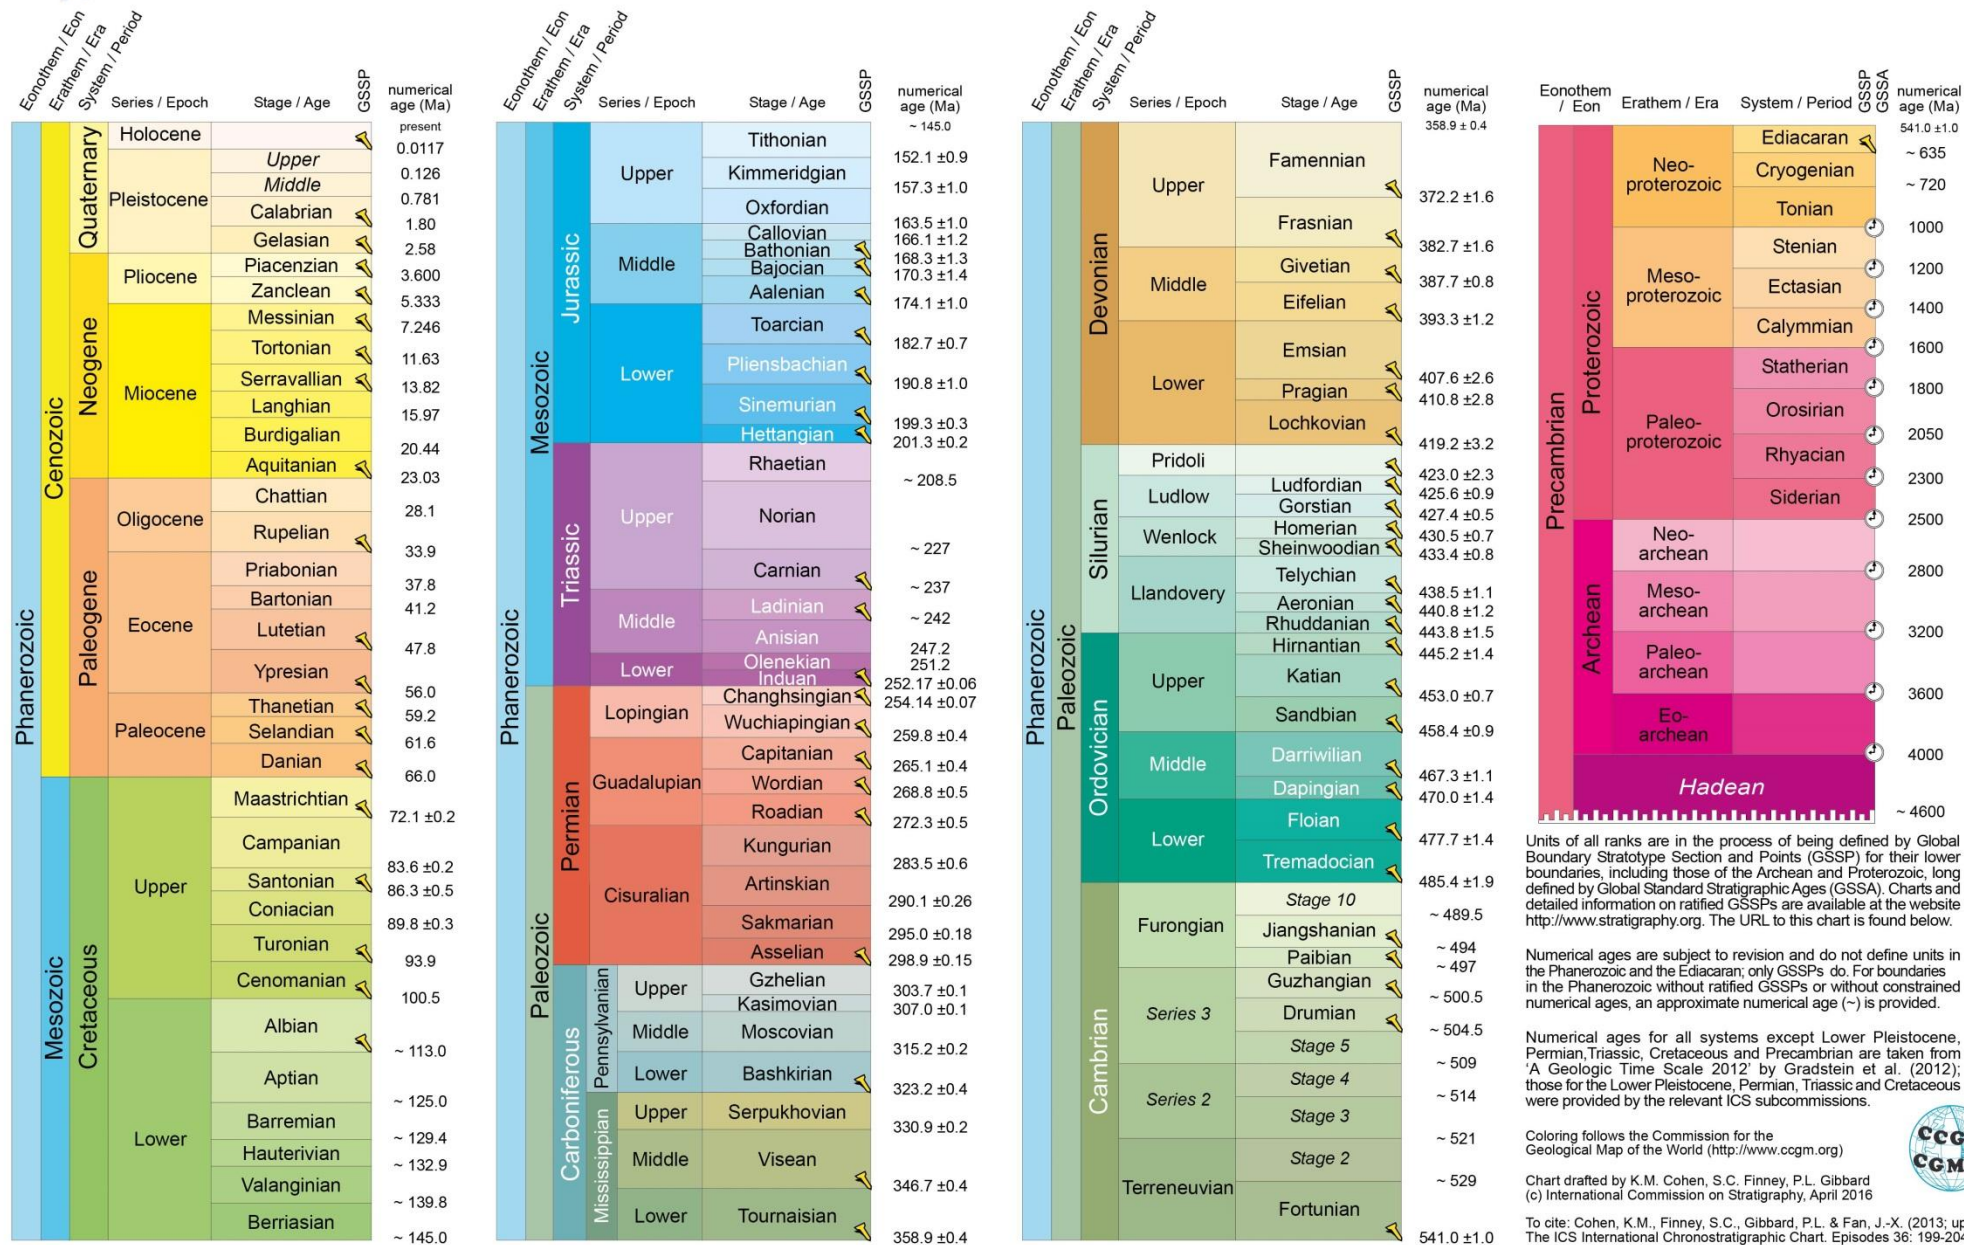 Eonothem / Eon
Erathem / Era
System / Period
Series / Epoch
Stage / Age
GSSP
numerical
age (Ma)
Phanerozoic
Cenozoic
Mesozoic
Quaternary
Neogene
Paleogene
Cretaceous
Holocene
Pleistocene
Pliocene
Miocene
Oligocene
Eocene
Paleocene
Upper
Lower
present
0.0117
Upper
0.126
Middle
0.781
Calabrian
1.80
Gelasian
2.58
Piacenzian
3.600
Zanclean
5.333
Messinian
7.246
Tortonian
11.63
Serravallian
13.82
Langhian
15.97
Burdigalian
20.44
Aquitanian
23.03
Chattian
28.1
Rupelian
33.9
Priabonian
37.8
Bartonian
41.2
Lutetian
47.8
Ypresian
56.0
Thanetian
59.2
Selandian
61.6
Danian
66.0
Maastrichtian
72.1 ±0.2
Campanian
83.6 ±0.2
Santonian
86.3 ±0.5
Coniacian
89.8 ±0.3
Turonian
93.9
Cenomanian
100.5
Albian
~ 113.0
Aptian
~ 125.0
Barremian
~ 129.4
Hauterivian
~ 132.9
Valanginian
~ 139.8
Berriasian
~ 145.0
Eonothem / Eon
Erathem / Era
System / Period
Series / Epoch
Stage / Age
GSSP
numerical
age (Ma)
Phanerozoic
Mesozoic
Paleozoic
Jurassic
Triassic
Permian
Carboniferous
Pennsylvanian
Mississippian
Upper
Middle
Lower
Upper
Middle
Lower
Lopingian
Guadalupian
Cisuralian
Upper
Middle
Lower
Upper
Middle
Lower
~ 145.0
Tithonian
152.1 ±0.9
Kimmeridgian
157.3 ±1.0
Oxfordian
163.5 ±1.0
Callovian
166.1 ±1.2
Bathonian
168.3 ±1.3
Bajocian
170.3 ±1.4
Aalenian
174.1 ±1.0
Toarcian
182.7 ±0.7
Pliensbachian
190.8 ±1.0
Sinemurian
199.3 ±0.3
Hettangian
201.3 ±0.2
Rhaetian
~ 208.5
Norian
~ 227
Carnian
~ 237
Ladinian
~ 242
Anisian
247.2
Olenekian
251.2
Induan
252.17 ±0.06
Changhsingian
254.14 ±0.07
Wuchiapingian
259.8 ±0.4
Capitanian
265.1 ±0.4
Wordian
268.8 ±0.5
Roadian
272.3 ±0.5
Kungurian
283.5 ±0.6
Artinskian
290.1 ±0.26
Sakmarian
295.0 ±0.18
Asselian
298.9 ±0.15
Gzhelian
303.7 ±0.1
Kasimovian
307.0 ±0.1
Moscovian
315.2 ±0.2
Bashkirian
323.2 ±0.4
Serpukhovian
330.9 ±0.2
Visean
346.7 ±0.4
Tournaisian
358.9 ±0.4
Eonothem / Eon
Erathem / Era
System / Period
Series / Epoch
Stage / Age
GSSP
numerical
age (Ma)
Phanerozoic
Paleozoic
Devonian
Silurian
Ordovician
Cambrian
Upper
Middle
Lower
Pridoli
Ludlow
Wenlock
Llandovery
Upper
Middle
Lower
Furongian
Series 3
Series 2
Terreneuvian
358.9 ± 0.4
Famennian
372.2 ±1.6
Frasnian
382.7 ±1.6
Givetian
387.7 ±0.8
Eifelian
393.3 ±1.2
Emsian
407.6 ±2.6
Pragian
410.8 ±2.8
Lochkovian
419.2 ±3.2
423.0 ±2.3
Ludfordian
425.6 ±0.9
Gorstian
427.4 ±0.5
Homerian
430.5 ±0.7
Sheinwoodian
433.4 ±0.8
Telychian
438.5 ±1.1
Aeronian
440.8 ±1.2
Rhuddanian
443.8 ±1.5
Hirnantian
445.2 ±1.4
Katian
453.0 ±0.7
Sandbian
458.4 ±0.9
Darriwilian
467.3 ±1.1
Dapingian
470.0 ±1.4
Floian
477.7 ±1.4
Tremadocian
485.4 ±1.9
Stage 10
~ 489.5
Jiangshanian
~ 494
Paibian
~ 497
Guzhangian
~ 500.5
Drumian
~ 504.5
Stage 5
~ 509
Stage 4
~ 514
Stage 3
~ 521
Stage 2
~ 529
Fortunian
541.0 ±1.0
Eonothem
/ Eon
Erathem / Era
System / Period
GSSP
GSSA
numerical
age (Ma)
Precambrian
Proterozoic
Archean
Neo-
proterozoic
Meso-
proterozoic
Paleo-
proterozoic
Neo-
archean
Meso-
archean
Paleo-
archean
Eo-
archean
Hadean
541.0 ±1.0
Ediacaran
~ 635
Cryogenian
~ 720
Tonian
1000
Stenian
1200
Ectasian
1400
Calymmian
1600
Statherian
1800
Orosirian
2050
Rhyacian
2300
Siderian
2500
2800
3200
3600
4000
~ 4600
Units of all ranks are in the process of being defined by Global
Boundary Stratotype Section and Points (GSSP) for their lower
boundaries, including those of the Archean and Proterozoic, long
defined by Global Standard Stratigraphic Ages (GSSA). Charts and
detailed information on ratified GSSPs are available at the website
http://www.stratigraphy.org. The URL to this chart is found below.
Numerical ages are subject to revision and do not define units in
the Phanerozoic and the Ediacaran; only GSSPs do. For boundaries
in the Phanerozoic without ratified GSSPs or without constrained
numerical ages, an approximate numerical age (~) is provided.
Numerical ages for all systems except Lower Pleistocene,
Permian,Triassic, Cretaceous and Precambrian are taken from
'A Geologic Time Scale 2012' by Gradstein et al. (2012);
those for the Lower Pleistocene, Permian, Triassic and Cretaceous
were provided by the relevant ICS subcommissions.
Coloring follows the Commission for the
Geological Map of the World (http://www.ccgm.org)
Chart drafted by K.M. Cohen, S.C. Finney, P.L. Gibbard
(c) International Commission on Stratigraphy, April 2016
To cite: Cohen, K.M., Finney, S.C., Gibbard, P.L. & Fan, J.-X. (2013; up
The ICS International Chronostratigraphic Chart. Episodes 36: 199-204
CCG
CGM